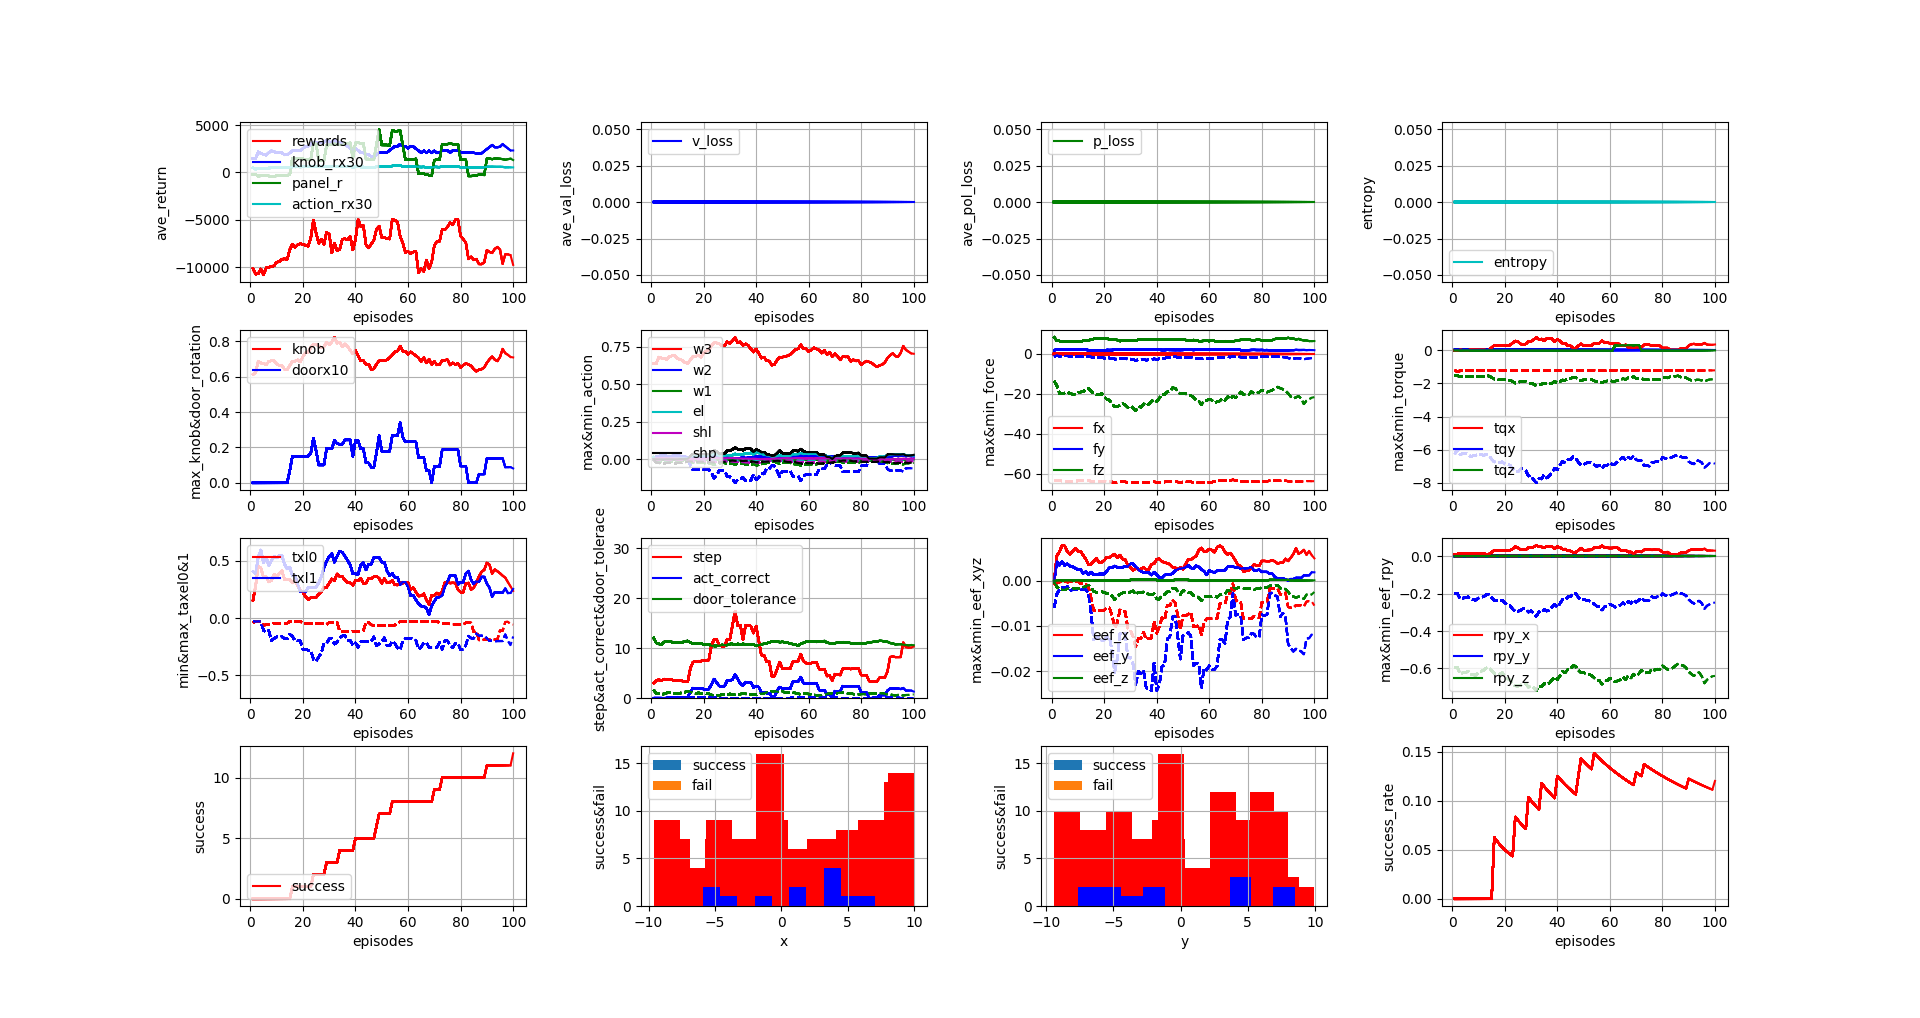 ave_return
5000
0
−5000
−10000
rewards
knob_rx30
panel_r
action_rx30
0 20 40 60 80 100
episodes
ave_val_loss
0.050
0.025
0.000
−0.025
−0.050
v_loss
0 20 40 60 80 100
episodes
ave_pol_loss
0.050
0.025
0.000
−0.025
−0.050
p_loss
0 20 40 60 80 100
episodes
entropy
0.050
0.025
0.000
−0.025
−0.050
entropy
0 20 40 60 80 100
episodes
max_knob&door_rotation
0.8
0.6
0.4
0.2
0.0
knob
doorx10
0 20 40 60 80 100
episodes
max&min_action
0.75
0.50
0.25
0.00
w3
w2
w1
el
shl
shp
0 20 40 60 80 100
episodes
max&min_force
0
−20
−40
−60
fx
fy
fz
0 20 40 60 80 100
episodes
max&min_torque
0
−2
−4
−6
−8
tqx
tqy
tqz
0 20 40 60 80 100
episodes
min&max_taxel0&1
0.5
0.0
−0.5
txl0
txl1
0 20 40 60 80 100
episodes
step&act_correct&door_tolerace
30
20
10
0
step
act_correct
door_tolerance
0 20 40 60 80 100
episodes
max&min_eef_xyz
0.00
−0.01
−0.02
eef_x
eef_y
eef_z
0 20 40 60 80 100
episodes
max&min_eef_rpy
0.0
−0.2
−0.4
−0.6
rpy_x
rpy_y
rpy_z
0 20 40 60 80 100
episodes
success
10
5
0
success
0 20 40 60 80 100
episodes
success&fail
15
10
5
0
success
fail
−10 −5 0 5 10
x
success&fail
15
10
5
0
success
fail
−10 −5 0 5 10
y
success_rate
0.15
0.10
0.05
0.00
0 20 40 60 80 100
episodes